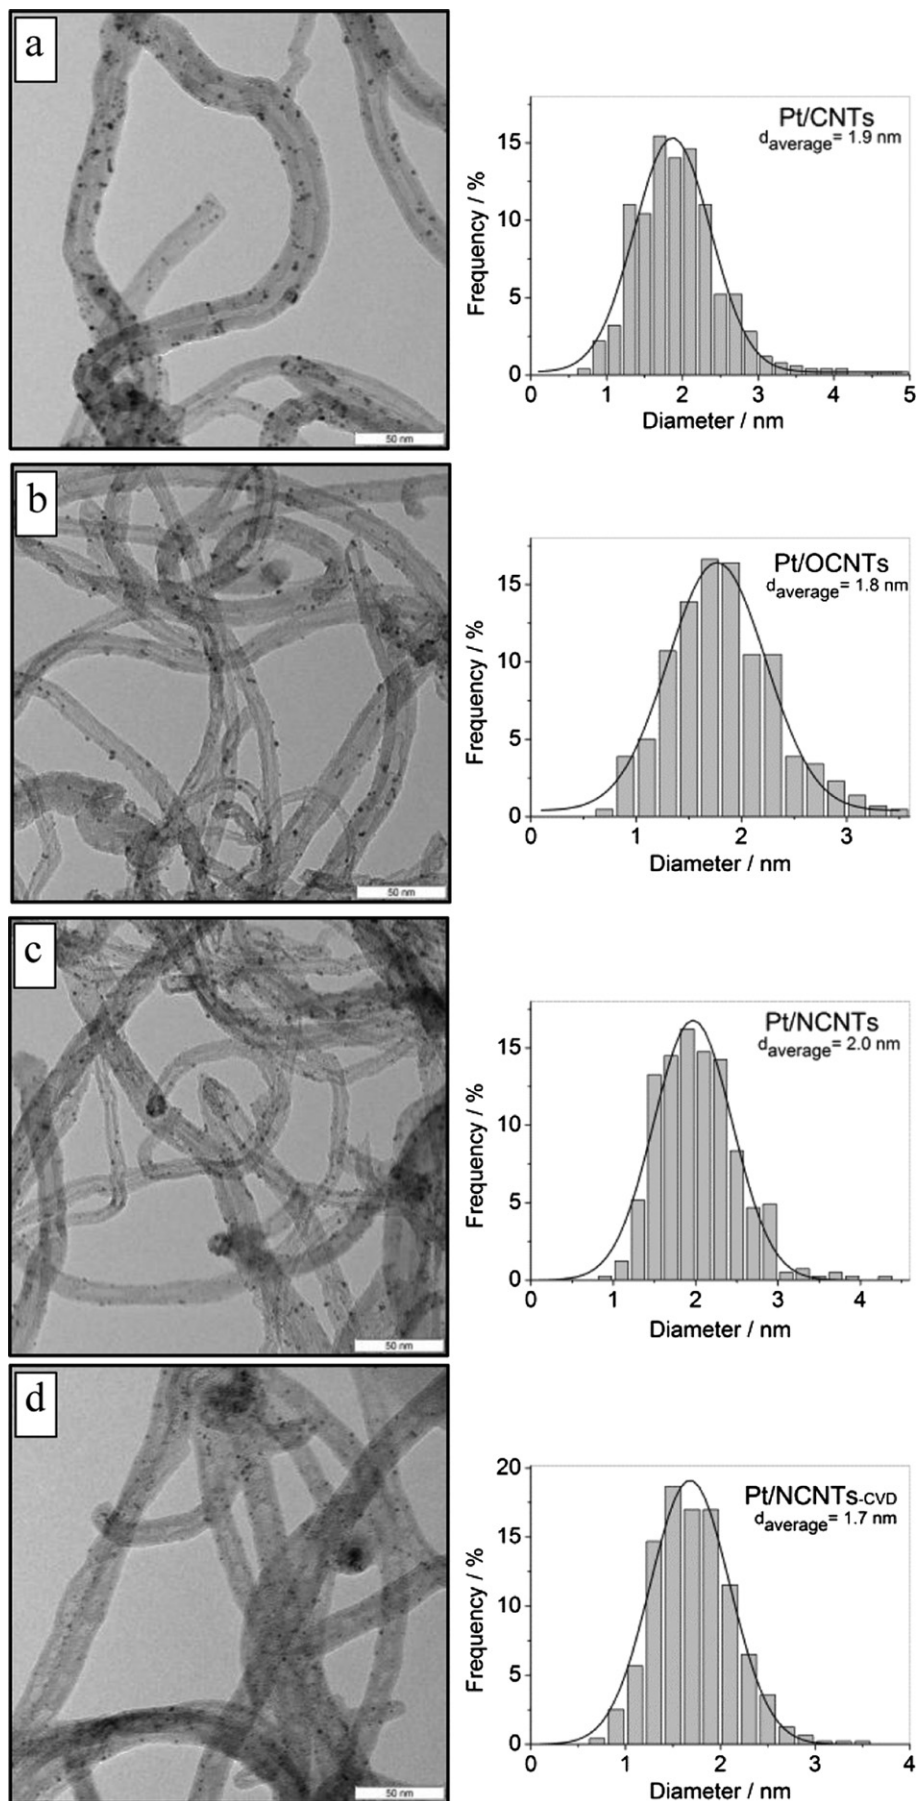 a
50 nm
Pt/CNTs
daverage= 1.9 nm
Frequency / %
15
10
5
0
0 1 2 3 4 5
Diameter / nm
b
50 nm
Pt/OCNTs
daverage= 1.8 nm
Frequency / %
15
10
5
0
0 1 2 3
Diameter / nm
c
50 nm
Pt/NCNTs
daverage= 2.0 nm
Frequency / %
15
10
5
0
0 1 2 3 4
Diameter / nm
d
50 nm
Pt/NCNTs-CVD
daverage= 1.7 nm
Frequency / %
20
15
10
5
0
0 1 2 3 4
Diameter / nm